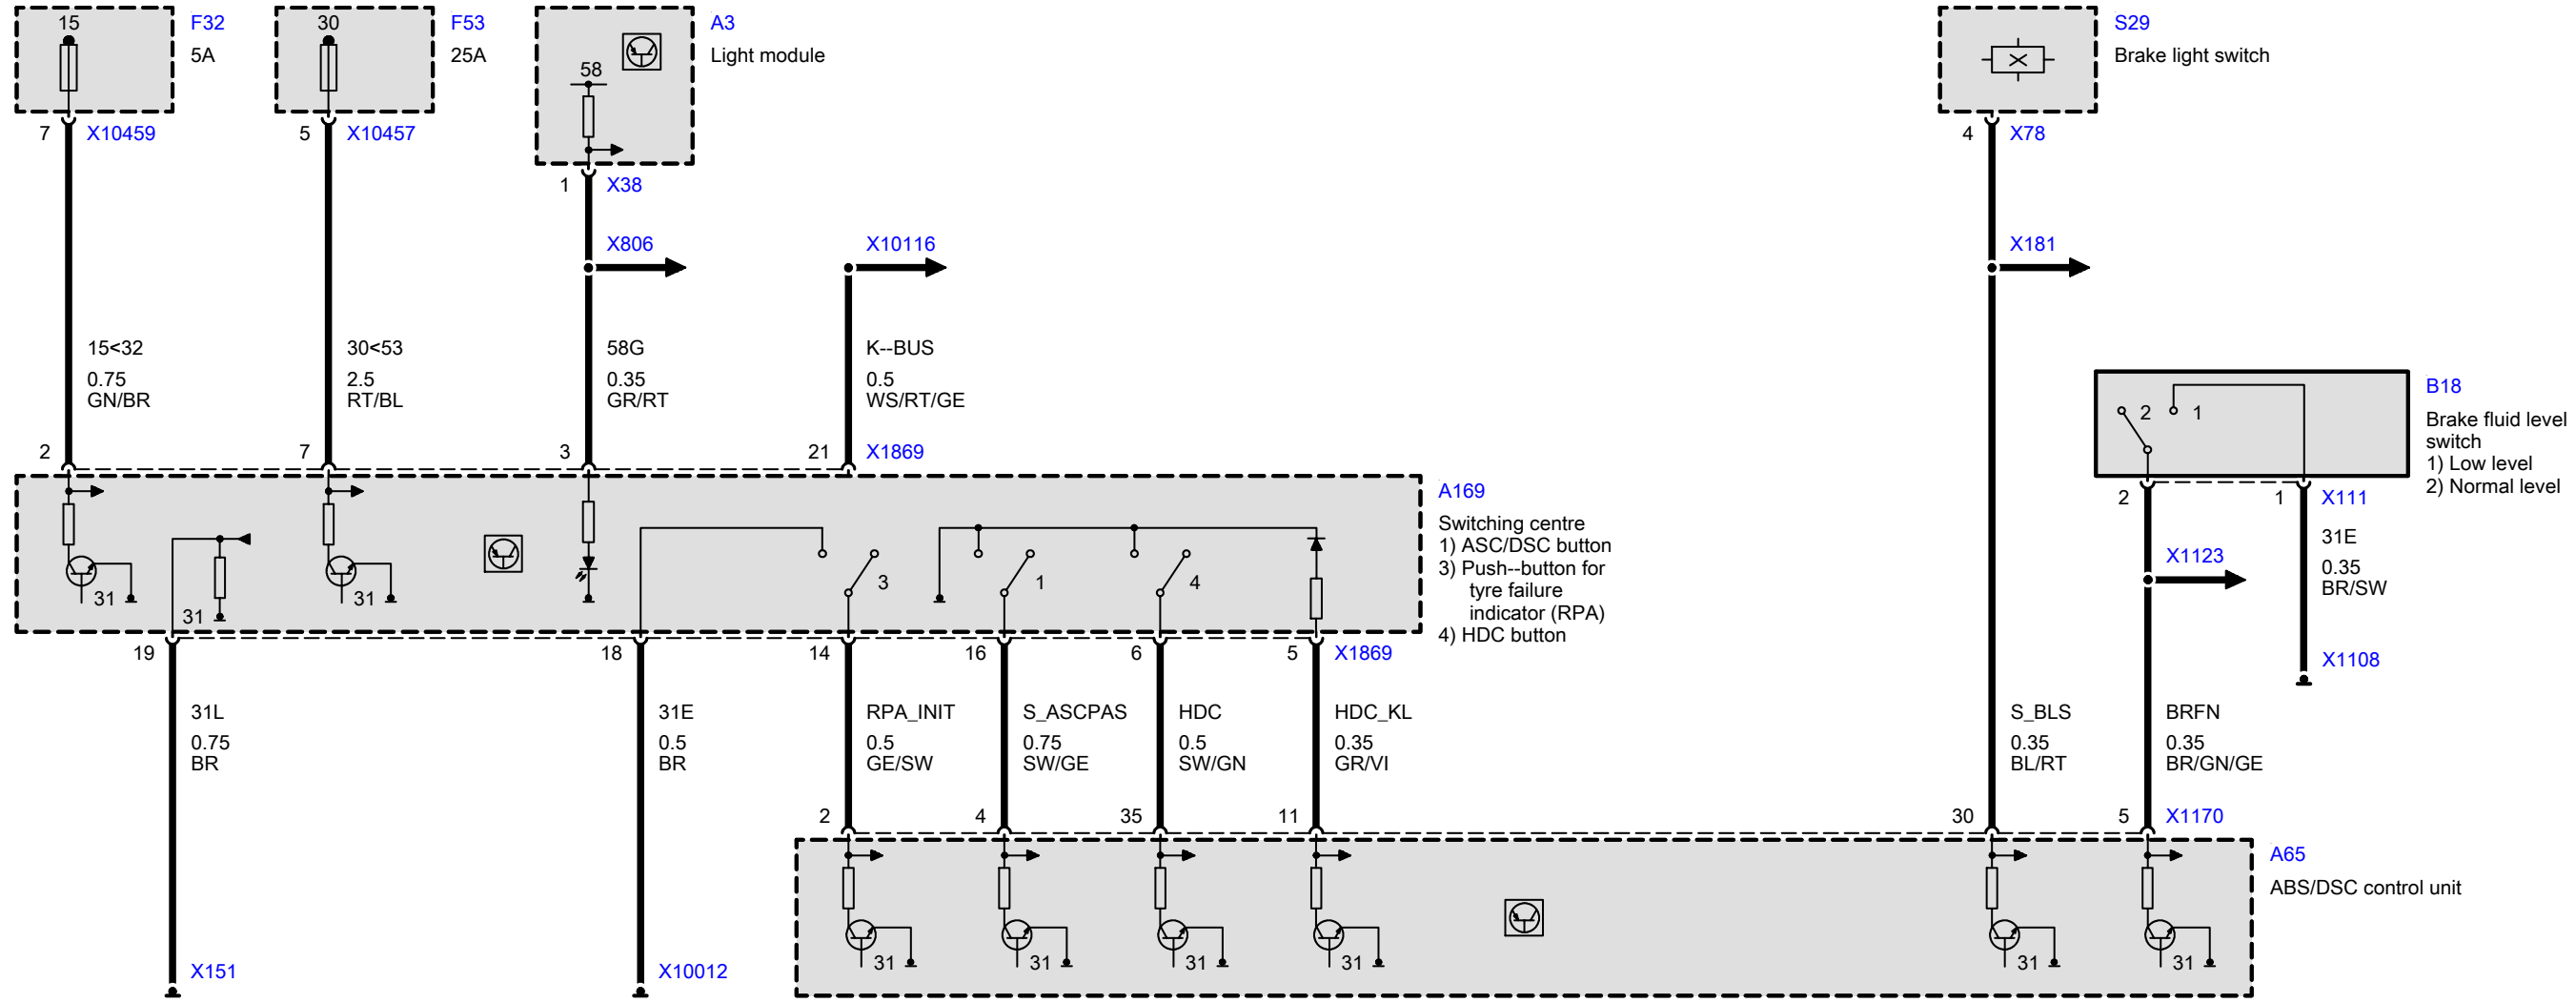 15
F32
5A
30
F53
25A
A3
Light module
58
S29
Brake light switch
7
X10459
5
X10457
1
X38
4
X78
X806
X10116
X181
15<32
0.75
GN/BR
30<53
2.5
RT/BL
58G
0.35
GR/RT
K--BUS
0.5
WS/RT/GE
B18
Brake fluid level
switch
1) Low level
2) Normal level
2
1
2
7
3
21
X1869
2
1
X111
A169
Switching centre
1) ASC/DSC button
3) Push--button for
tyre failure
indicator (RPA)
4) HDC button
31
31
31
3
1
4
31E
0.35
BR/SW
X1123
X1108
19
18
14
16
6
5
X1869
31L
0.75
BR
31E
0.5
BR
RPA_INIT
0.5
GE/SW
S_ASCPAS
0.75
SW/GE
HDC
0.5
SW/GN
HDC_KL
0.35
GR/VI
S_BLS
0.35
BL/RT
BRFN
0.35
BR/GN/GE
2
4
35
11
30
5
X1170
A65
ABS/DSC control unit
31
31
31
31
31
31
X151
X10012